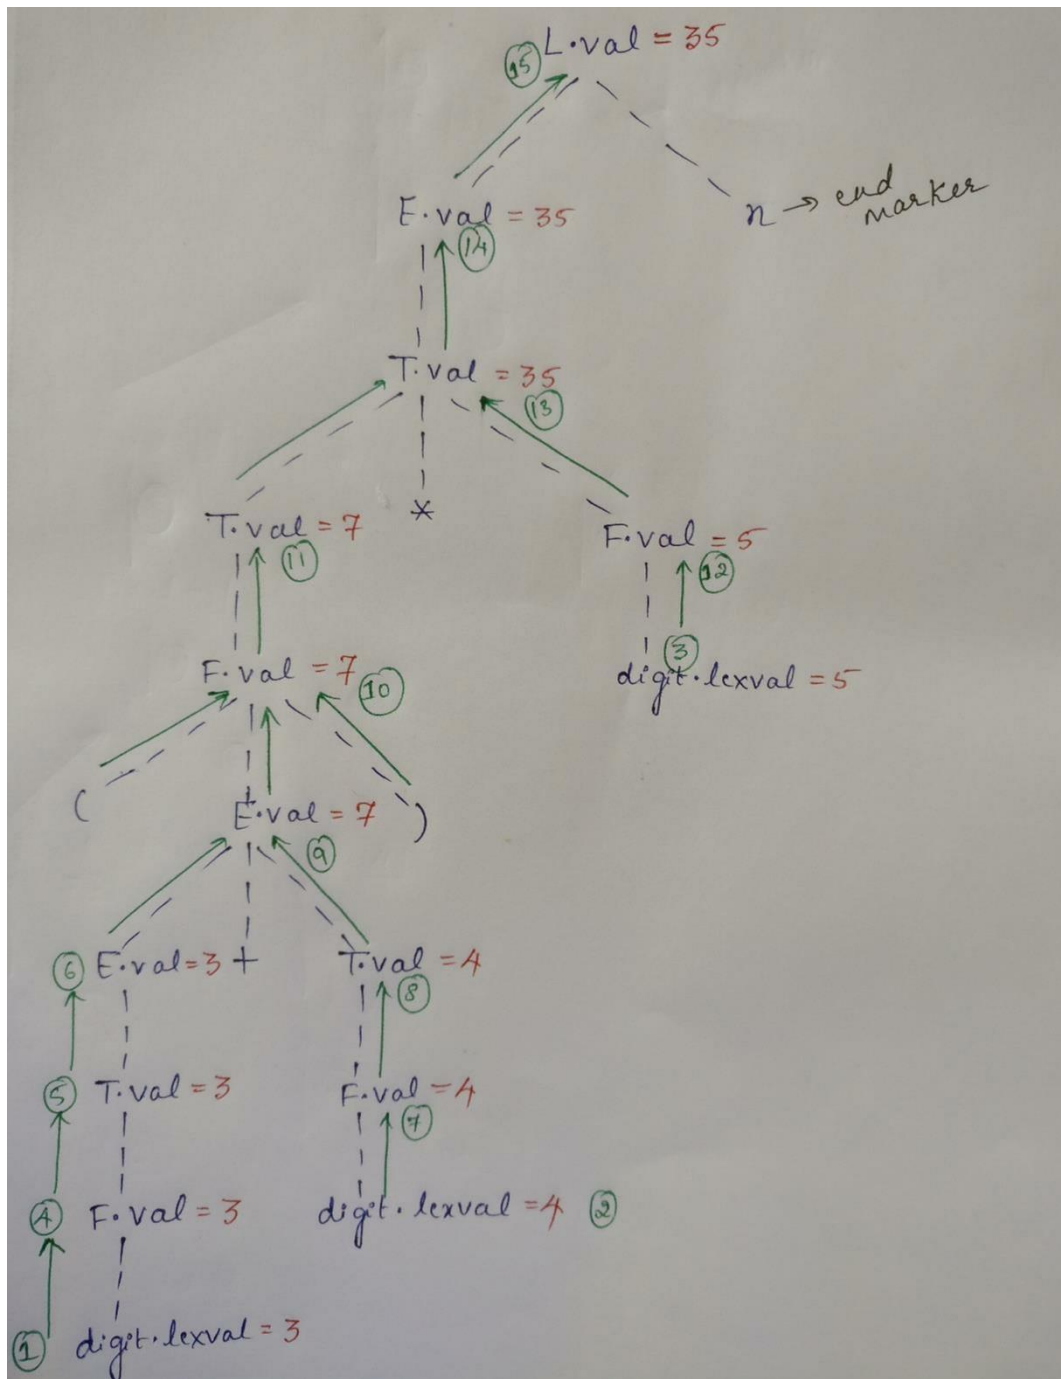 L.val = 35
15
E.val = 35
n → end marker
14
T.val = 35
13
T.val = 7
*
F.val = 5
11
12
F.val = 7
3
digit.lexval = 5
10
(
E.val = 7
)
9
6 E.val = 3 + T.val = 4
8
5 T.val = 3 F.val = 4
7
4 F.val = 3 digit.lexval = 4 2
1 digit.lexval = 3